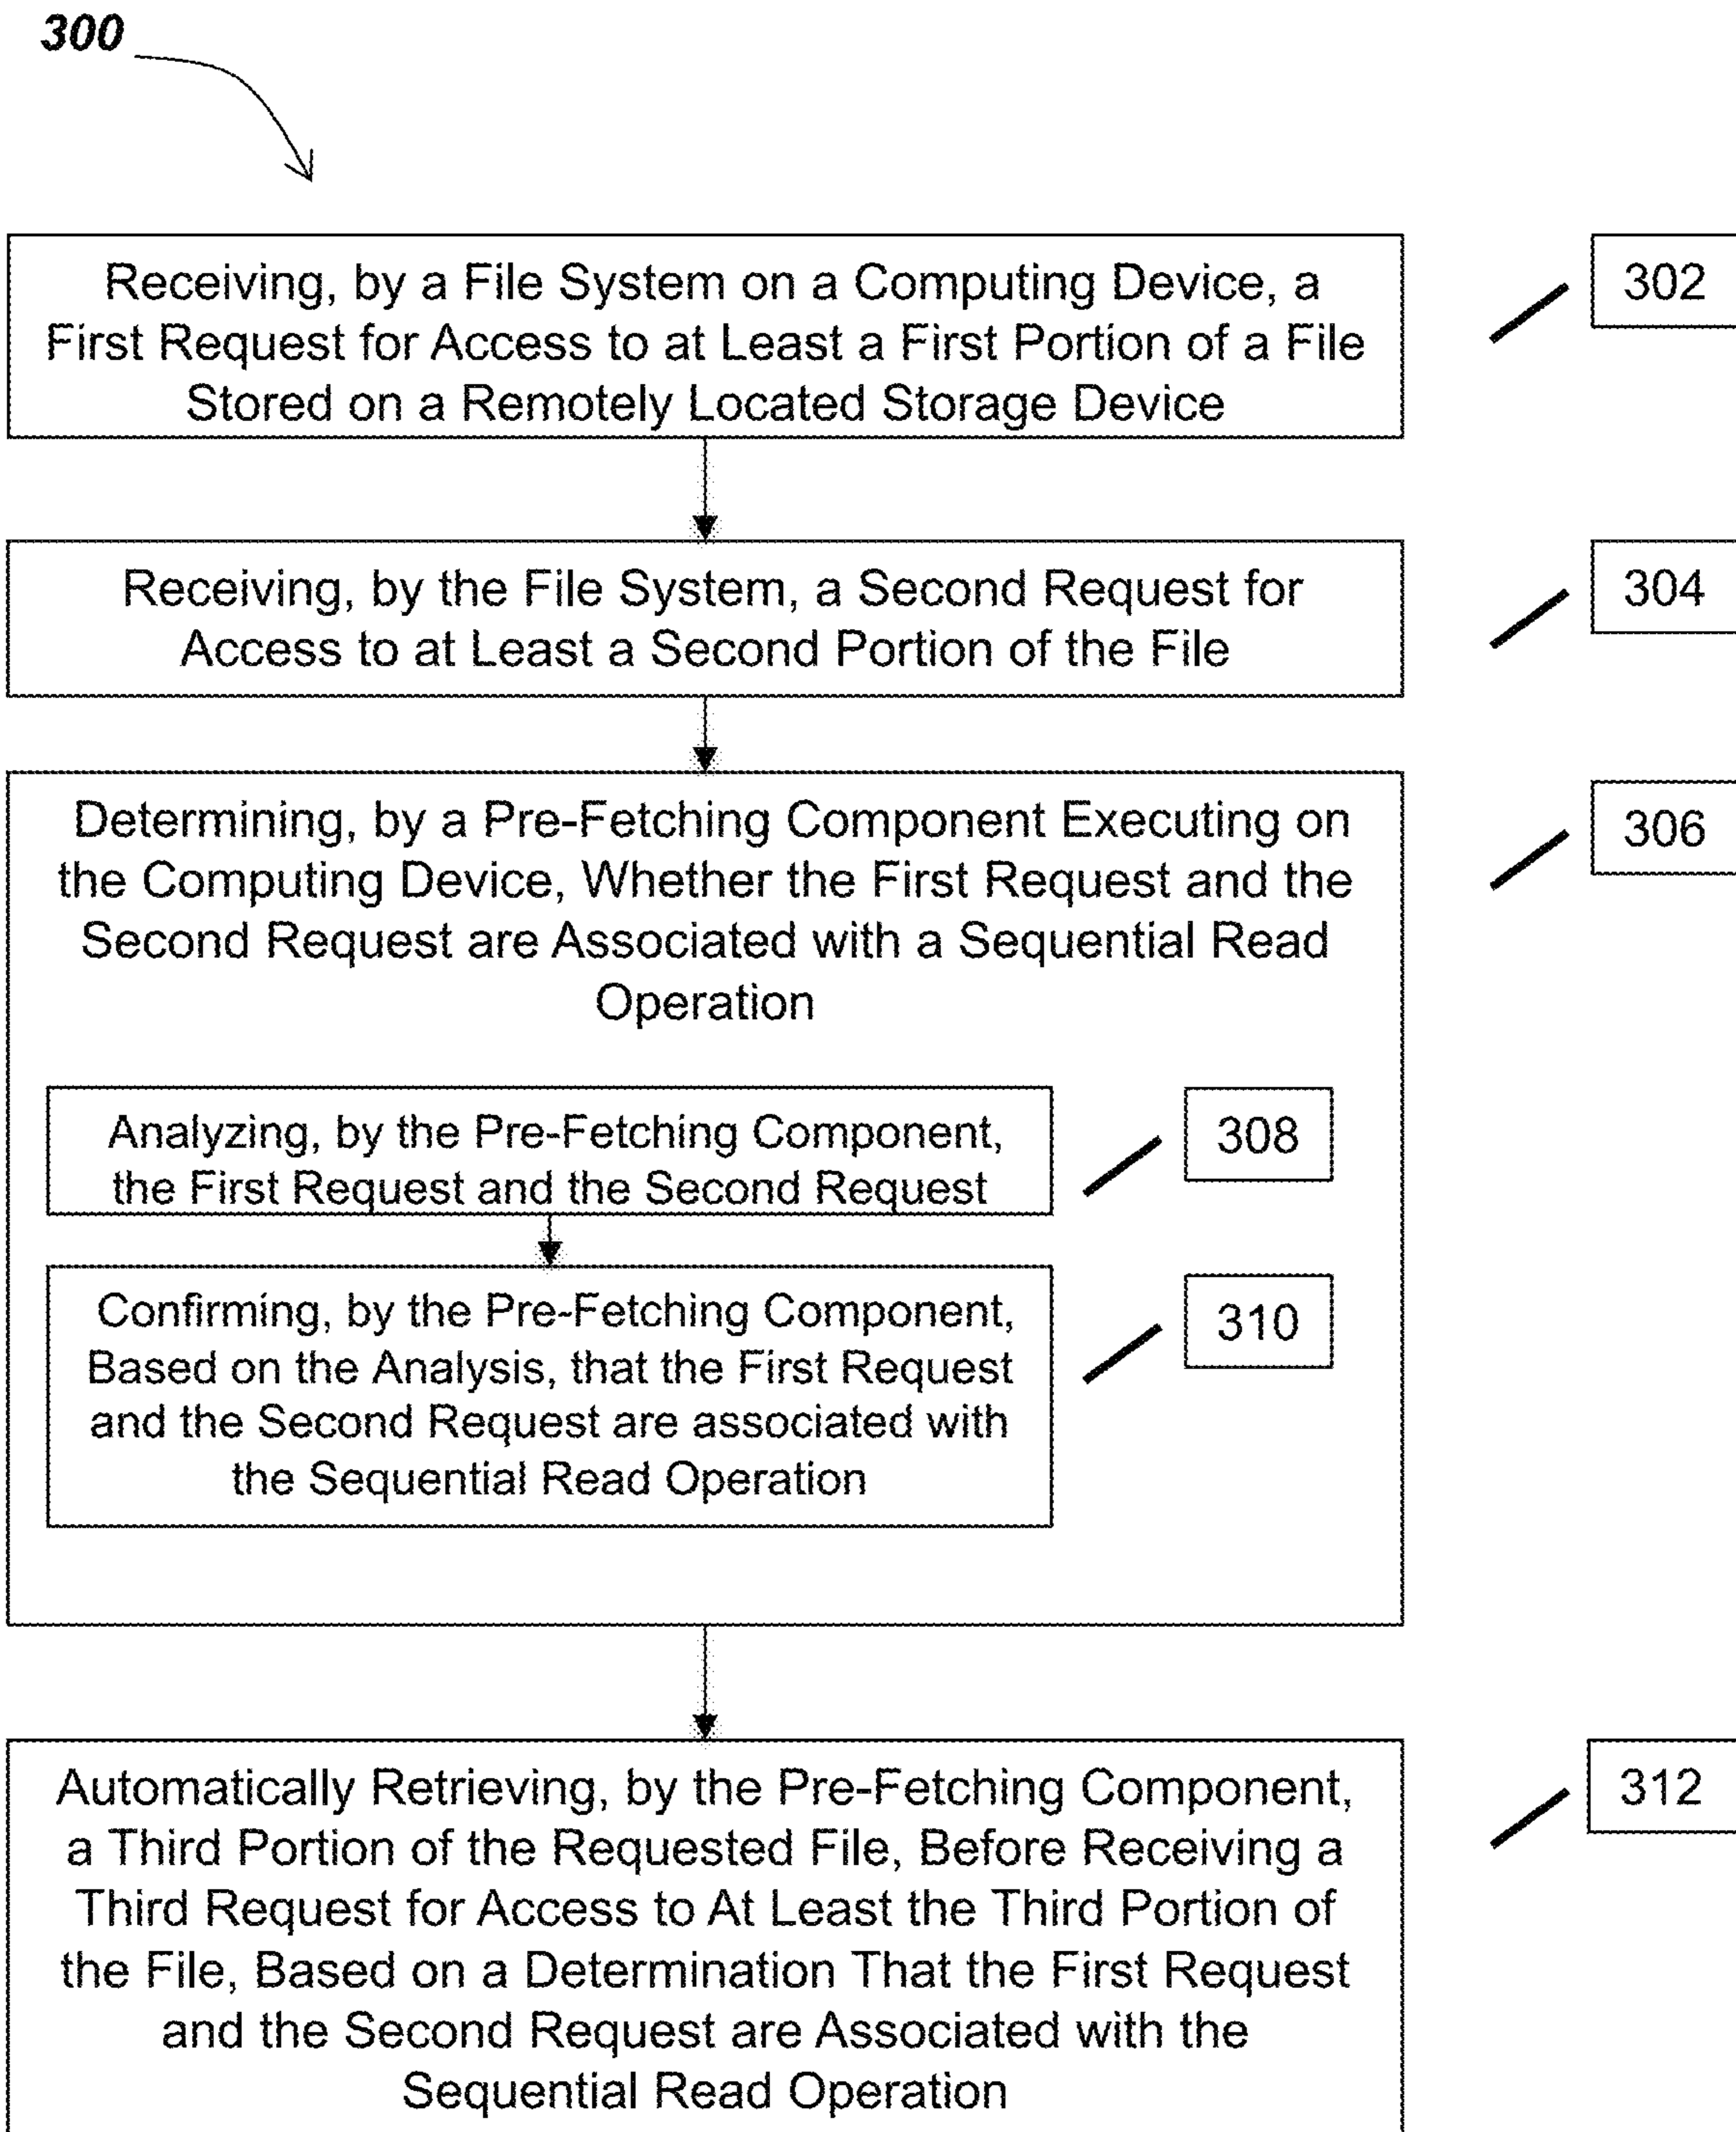 300
Receiving, by a File System on a Computing Device, a
First Request for Access to at Least a First Portion of a File
Stored on a Remotely Located Storage Device
302
Receiving, by the File System, a Second Request for
Access to at Least a Second Portion of the File
304
Determining, by a Pre-Fetching Component Executing on
the Computing Device, Whether the First Request and the
Second Request are Associated with a Sequential Read
Operation
306
Analyzing, by the Pre-Fetching Component,
the First Request and the Second Request
308
Confirming, by the Pre-Fetching Component,
Based on the Analysis, that the First Request
and the Second Request are associated with
the Sequential Read Operation
310
Automatically Retrieving, by the Pre-Fetching Component,
a Third Portion of the Requested File, Before Receiving a
Third Request for Access to At Least the Third Portion of
the File, Based on a Determination That the First Request
and the Second Request are Associated with the
Sequential Read Operation
312